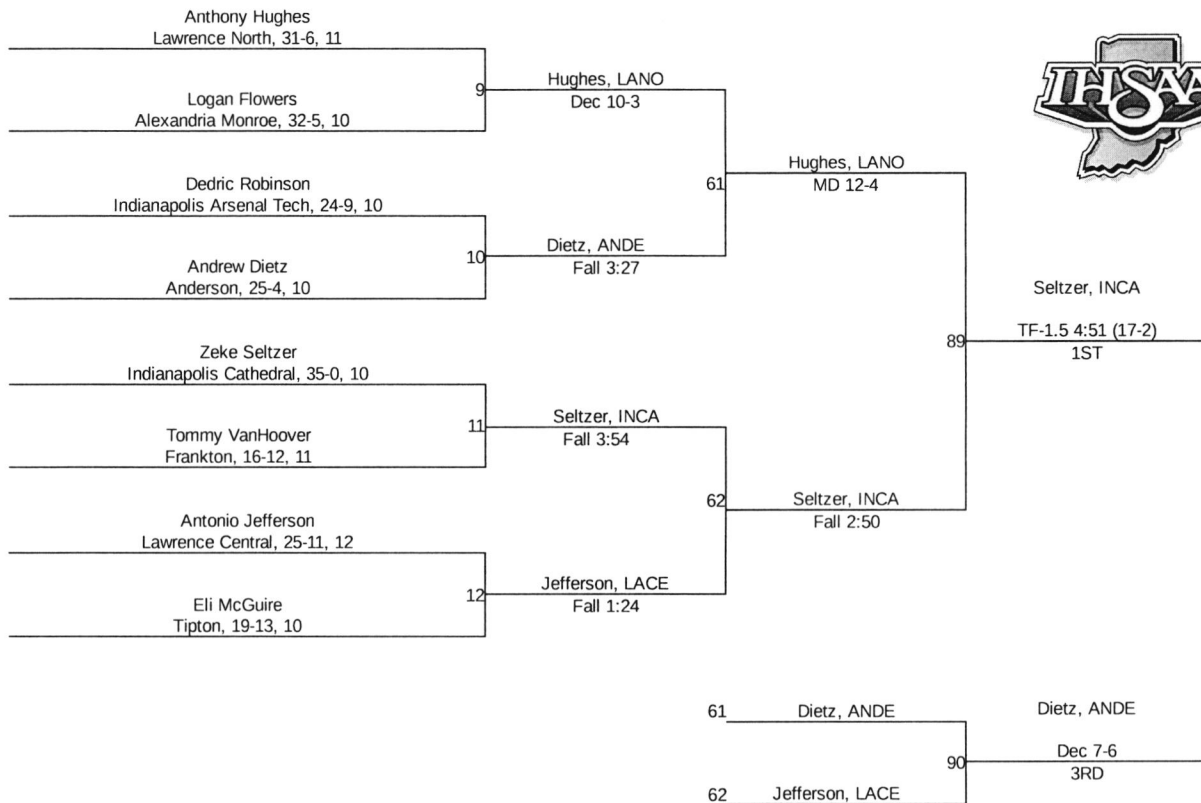 Anthony Hughes
Lawrence North, 31-6, 11
9
Hughes, LANO
Dec 10-3
Logan Flowers
Alexandria Monroe, 32-5, 10
IHSAA
61
Hughes, LANO
MD 12-4
Dedric Robinson
Indianapolis Arsenal Tech, 24-9, 10
10
Dietz, ANDE
Fall 3:27
Andrew Dietz
Anderson, 25-4, 10
89
Seltzer, INCA
TF-1.5 4:51 (17-2)
1ST
Zeke Seltzer
Indianapolis Cathedral, 35-0, 10
11
Seltzer, INCA
Fall 3:54
Tommy VanHoover
Frankton, 16-12, 11
62
Seltzer, INCA
Fall 2:50
Antonio Jefferson
Lawrence Central, 25-11, 12
12
Jefferson, LACE
Fall 1:24
Eli McGuire
Tipton, 19-13, 10
61
Dietz, ANDE
90
Dietz, ANDE
Dec 7-6
3RD
62
Jefferson, LACE